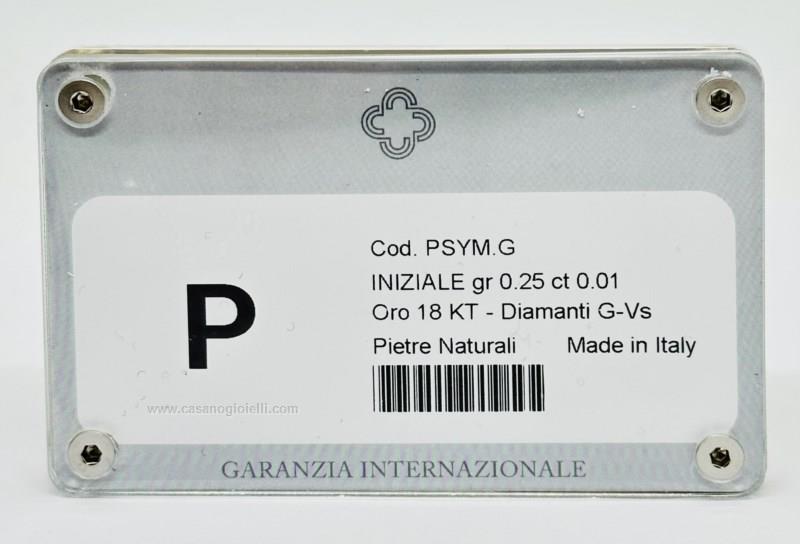 Cod. PSYM.G
INIZIALE gr 0.25 ct 0.01
Oro 18 KT - Diamanti G-Vs
Pietre Naturali Made in Italy
P
www.casanogioielli.com
GARANZIA INTERNAZIONALE